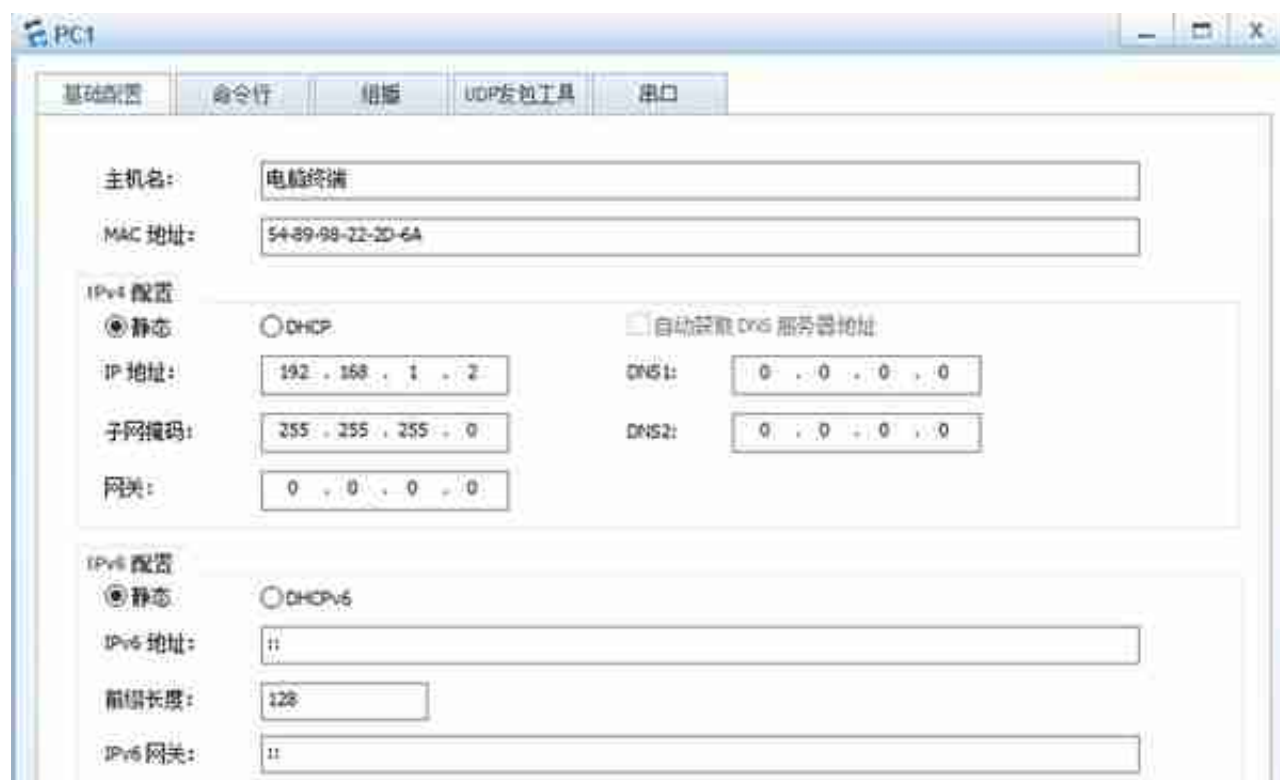 PC1
基础配置 命令行 组播 UDP发包工具 串口
主机名: 电脑终端
MAC 地址: 54-89-98-22-2D-6A
IPv4 配置
静态 DHCP 自动获取 DNS 服务器地址
IP 地址: 192 . 168 . 1 . 2 DNS1: 0 . 0 . 0 . 0
子网掩码: 255 . 255 . 255 . 0 DNS2: 0 . 0 . 0 . 0
网关: 0 . 0 . 0 . 0
IPv6 配置
静态 DHCPv6
IPv6 地址: ::
前缀长度: 128
IPv6 网关: ::